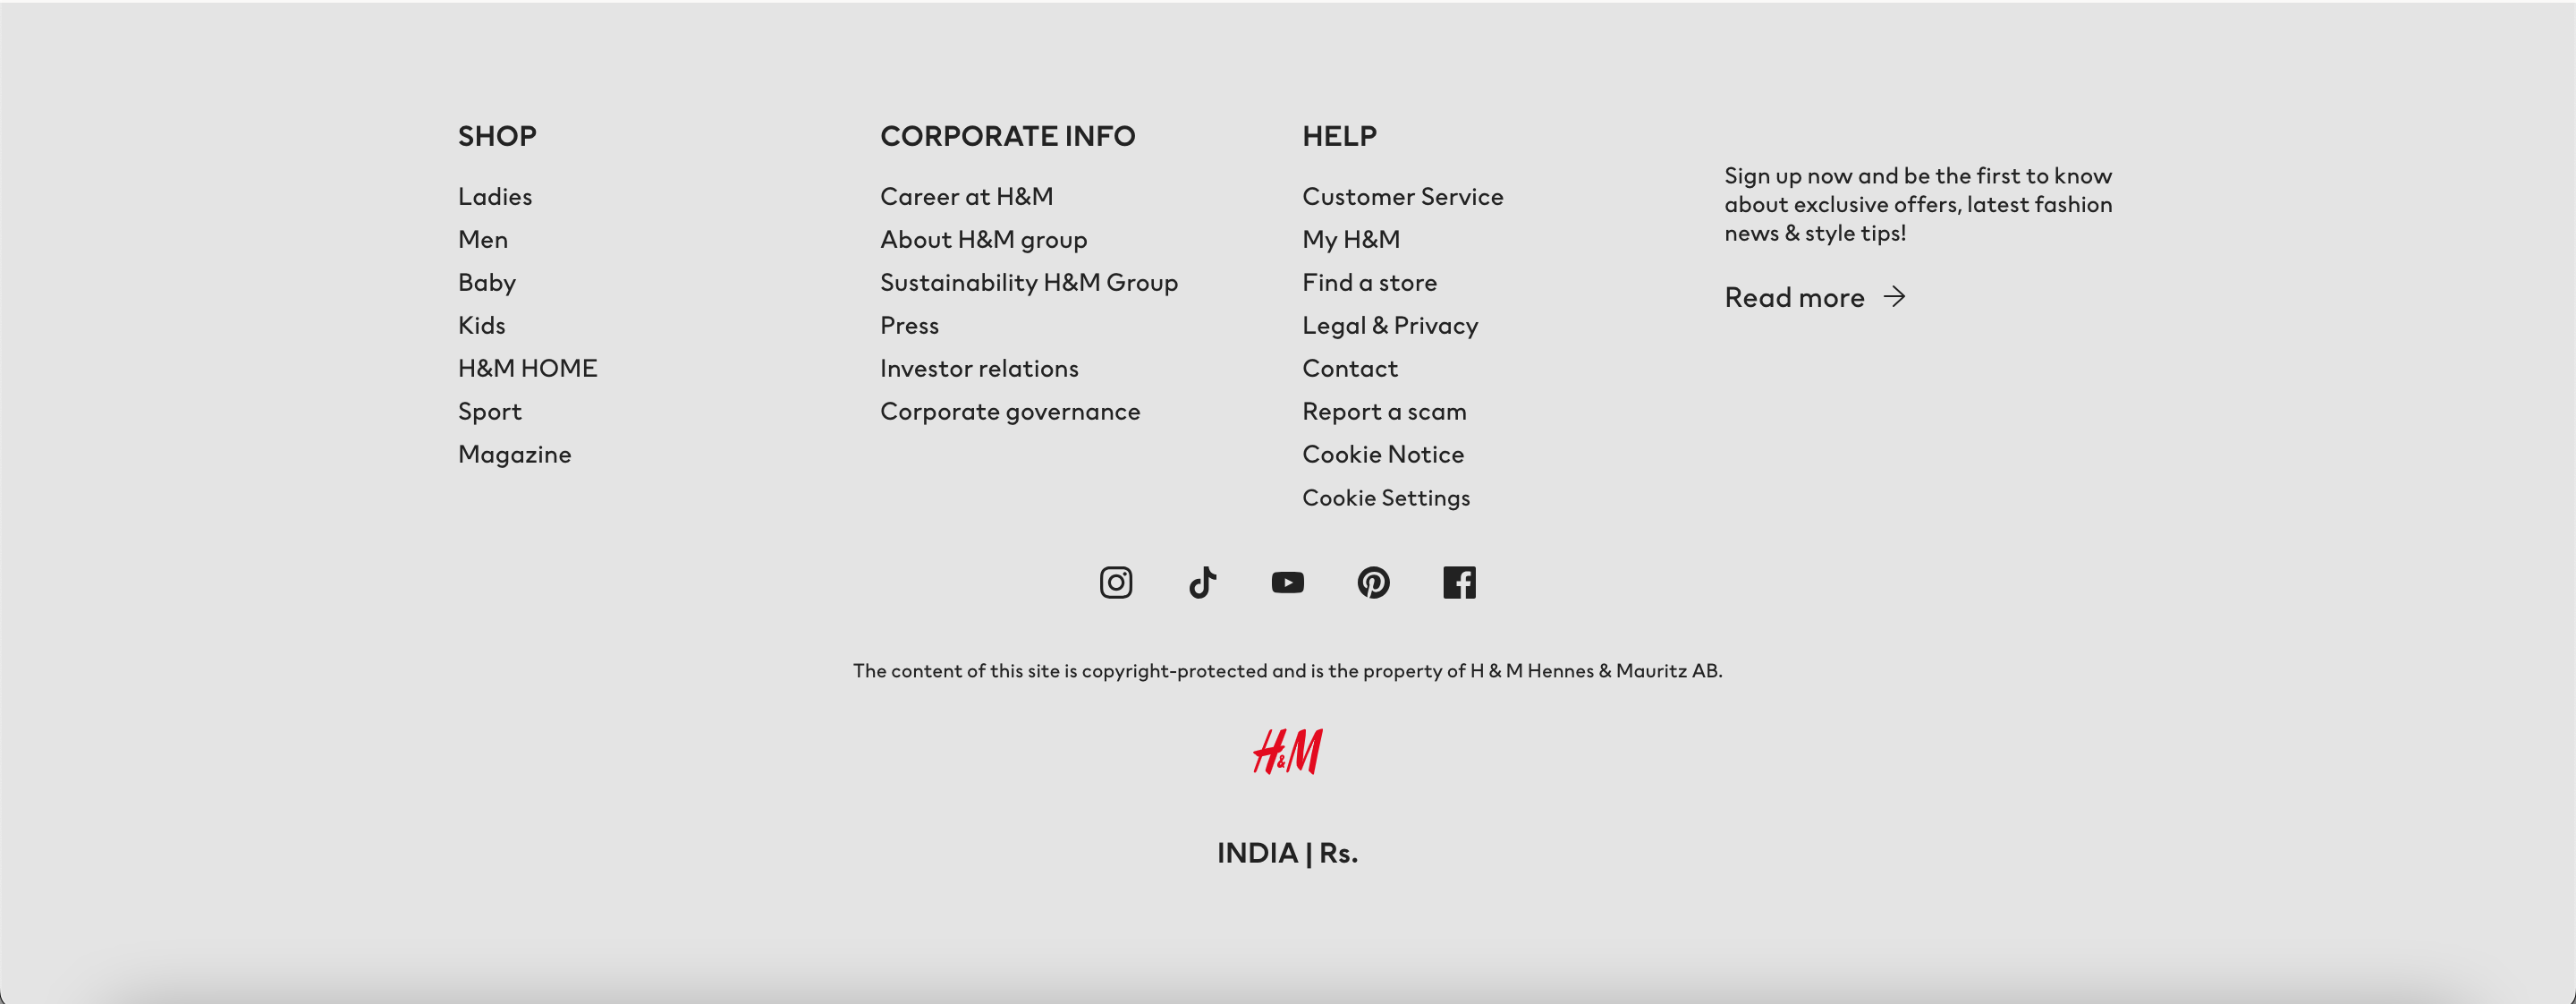 SHOP
Ladies
Men
Baby
Kids
H&M HOME
Sport
Magazine
CORPORATE INFO
Career at H&M
About H&M group
Sustainability H&M Group
Press
Investor relations
Corporate governance
HELP
Customer Service
My H&M
Find a store
Legal & Privacy
Contact
Report a scam
Cookie Notice
Cookie Settings
Sign up now and be the first to know
about exclusive offers, latest fashion
news & style tips!
Read more
The content of this site is copyright-protected and is the property of H & M Hennes & Mauritz AB.
H&M
INDIA | Rs.